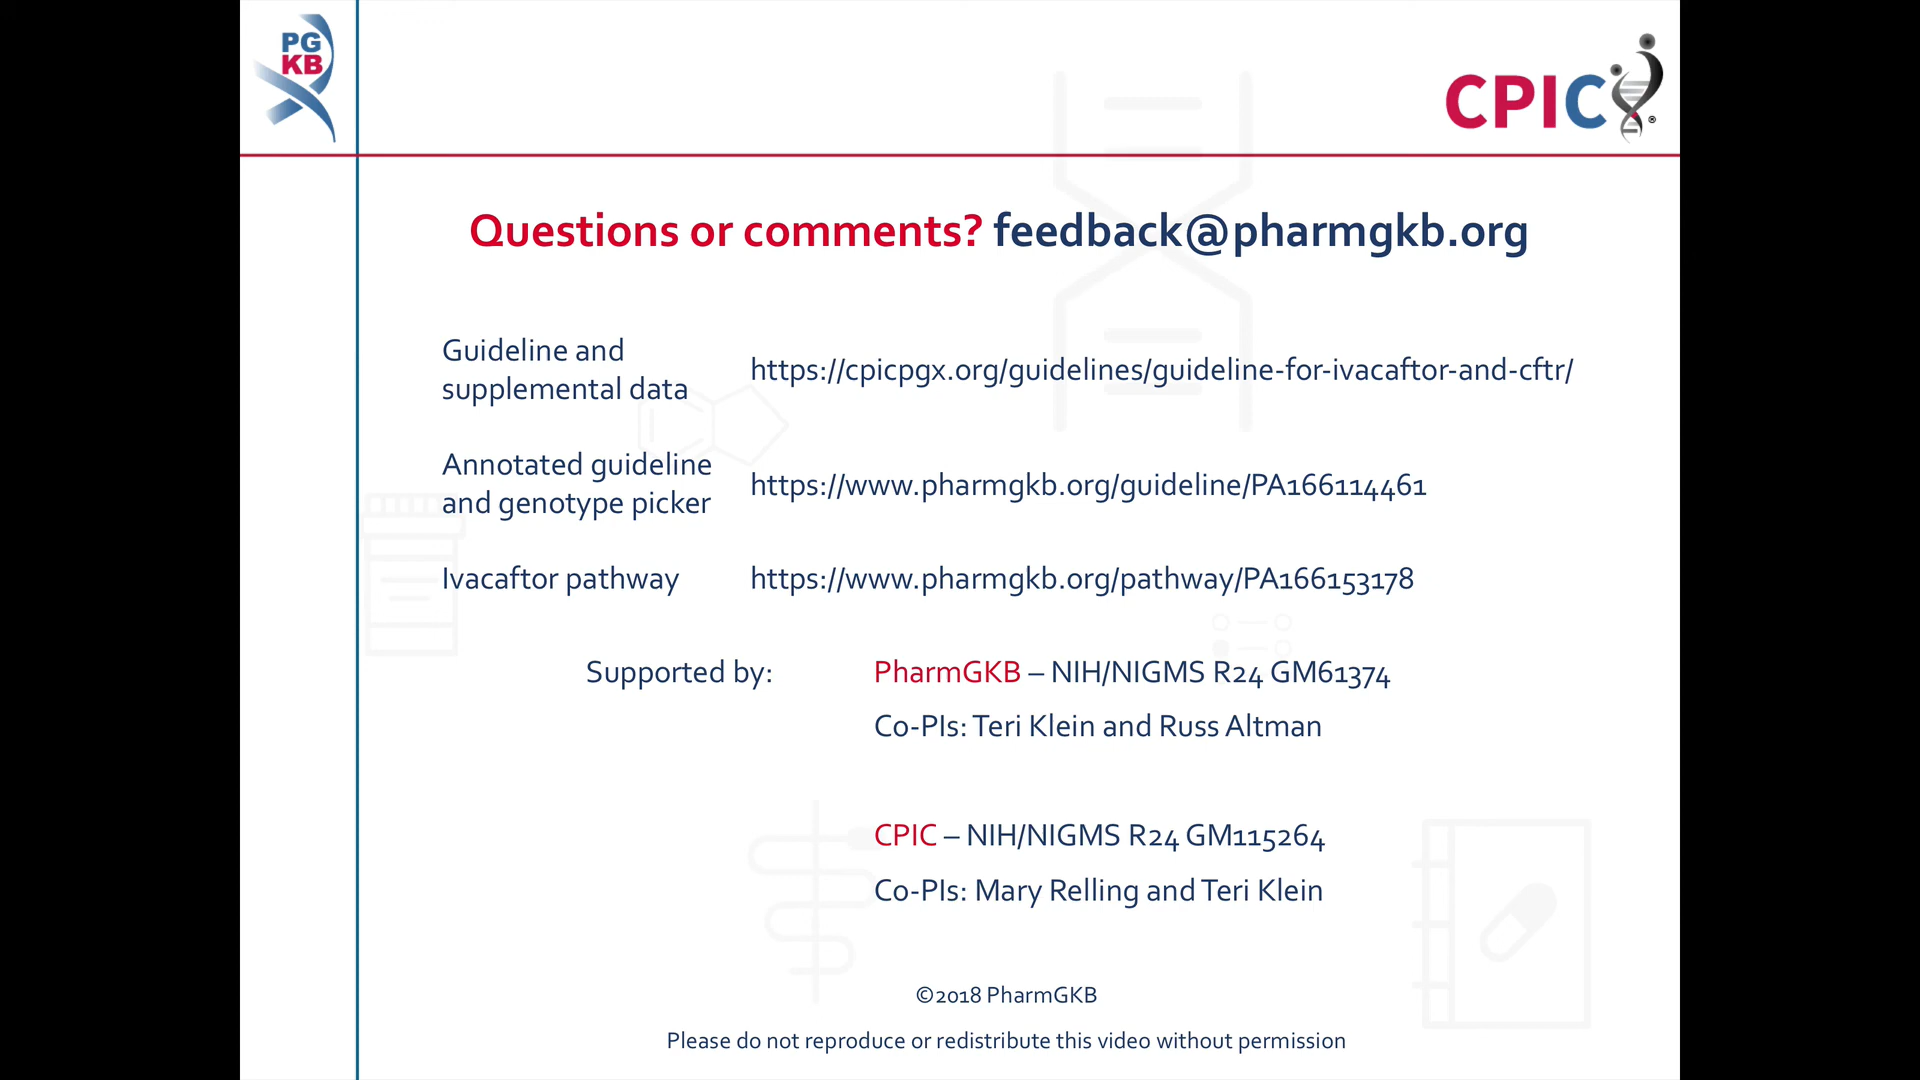 PG
KB
CPIC®
Questions or comments? feedback@pharmgkb.org
Guideline and
supplemental data
https://cpicpgx.org/guidelines/guideline-for-ivacaftor-and-cftr/
Annotated guideline
and genotype picker
https://www.pharmgkb.org/guideline/PA166114461
Ivacaftor pathway
https://www.pharmgkb.org/pathway/PA166153178
Supported by:
PharmGKB – NIH/NIGMS R24 GM61374
Co-PIs: Teri Klein and Russ Altman
CPIC – NIH/NIGMS R24 GM115264
Co-PIs: Mary Relling and Teri Klein
©2018 PharmGKB
Please do not reproduce or redistribute this video without permission